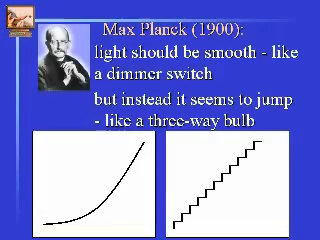 Max Planck (1900):
light should be smooth - like
a dimmer switch
but instead it seems to jump
- like a three-way bulb